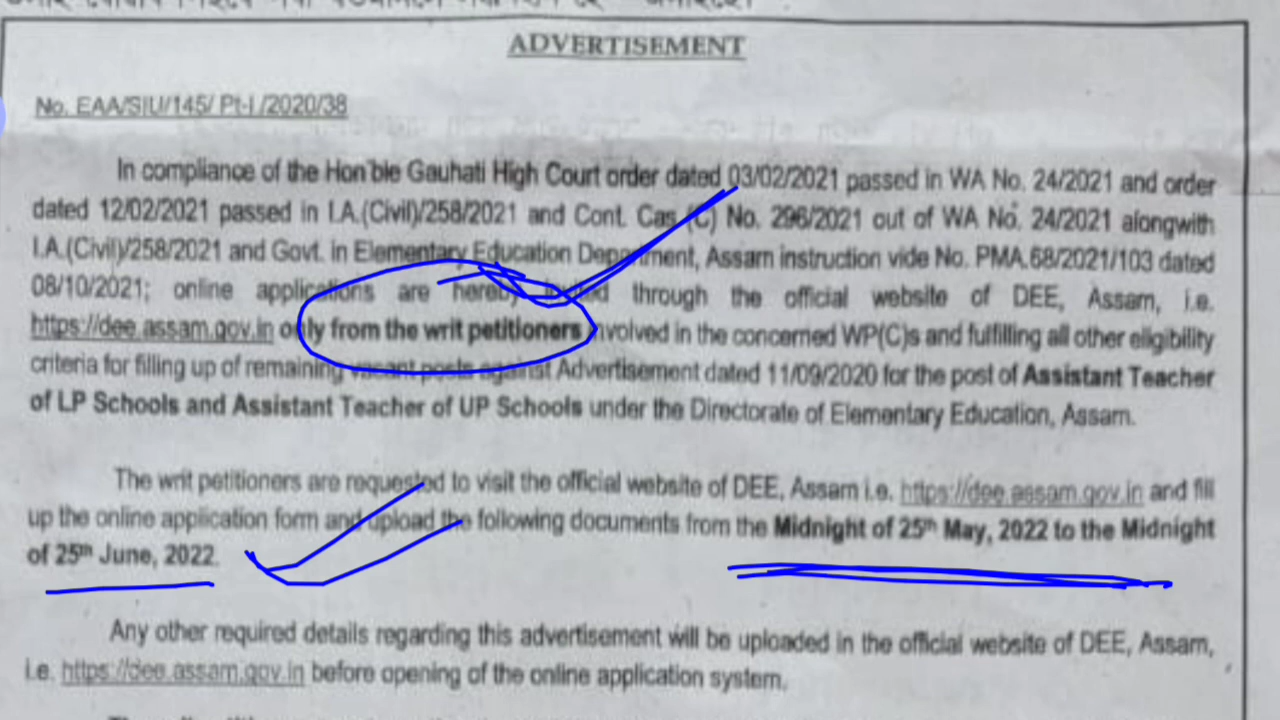 ADVERTISEMENT
No. EAA/SIU/145/ Pt-I /2020/38
In compliance of the Hon'ble Gauhati High Court order dated 03/02/2021 passed in WA No. 24/2021 and order
dated 12/02/2021 passed in I.A.(Civil)/258/2021 and Cont. Cas (C) No. 296/2021 out of WA No. 24/2021 alongwith
I.A.(Civil)/258/2021 and Govt. in Elementary Education Department, Assam instruction vide No. PMA.68/2021/103 dated
08/10/2021; online applications are hereby invited through the official website of DEE, Assam, i.e.
https://dee.assam.gov.in only from the writ petitioners involved in the concerned WP(C)s and fulfilling all other eligibility
criteria for filling up of remaining vacant posts against Advertisement dated 11/09/2020 for the post of Assistant Teacher
of LP Schools and Assistant Teacher of UP Schools under the Directorate of Elementary Education, Assam.
The writ petitioners are requested to visit the official website of DEE, Assam i.e. https://dee.assam.gov.in and fill
up the online application form and upload the following documents from the Midnight of 25th May, 2022 to the Midnight
of 25th June, 2022.
Any other required details regarding this advertisement will be uploaded in the official website of DEE, Assam,
i.e. https://dee.assam.gov.in before opening of the online application system.